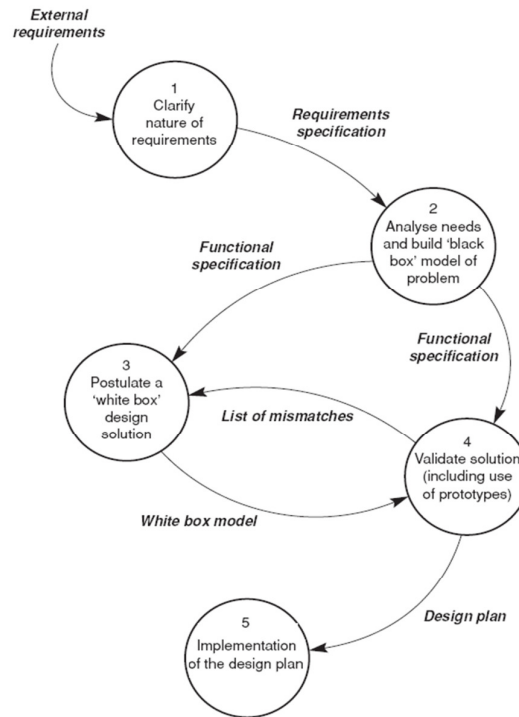 External
requirements
1
Clarify
nature of
requirements
Requirements
specification
2
Analyse needs
and build ‘black
box’ model of
problem
Functional
specification
Functional
specification
3
Postulate a
‘white box’
design
solution
List of mismatches
4
Validate solution
(including use
of prototypes)
White box model
Design plan
5
Implementation
of the design plan